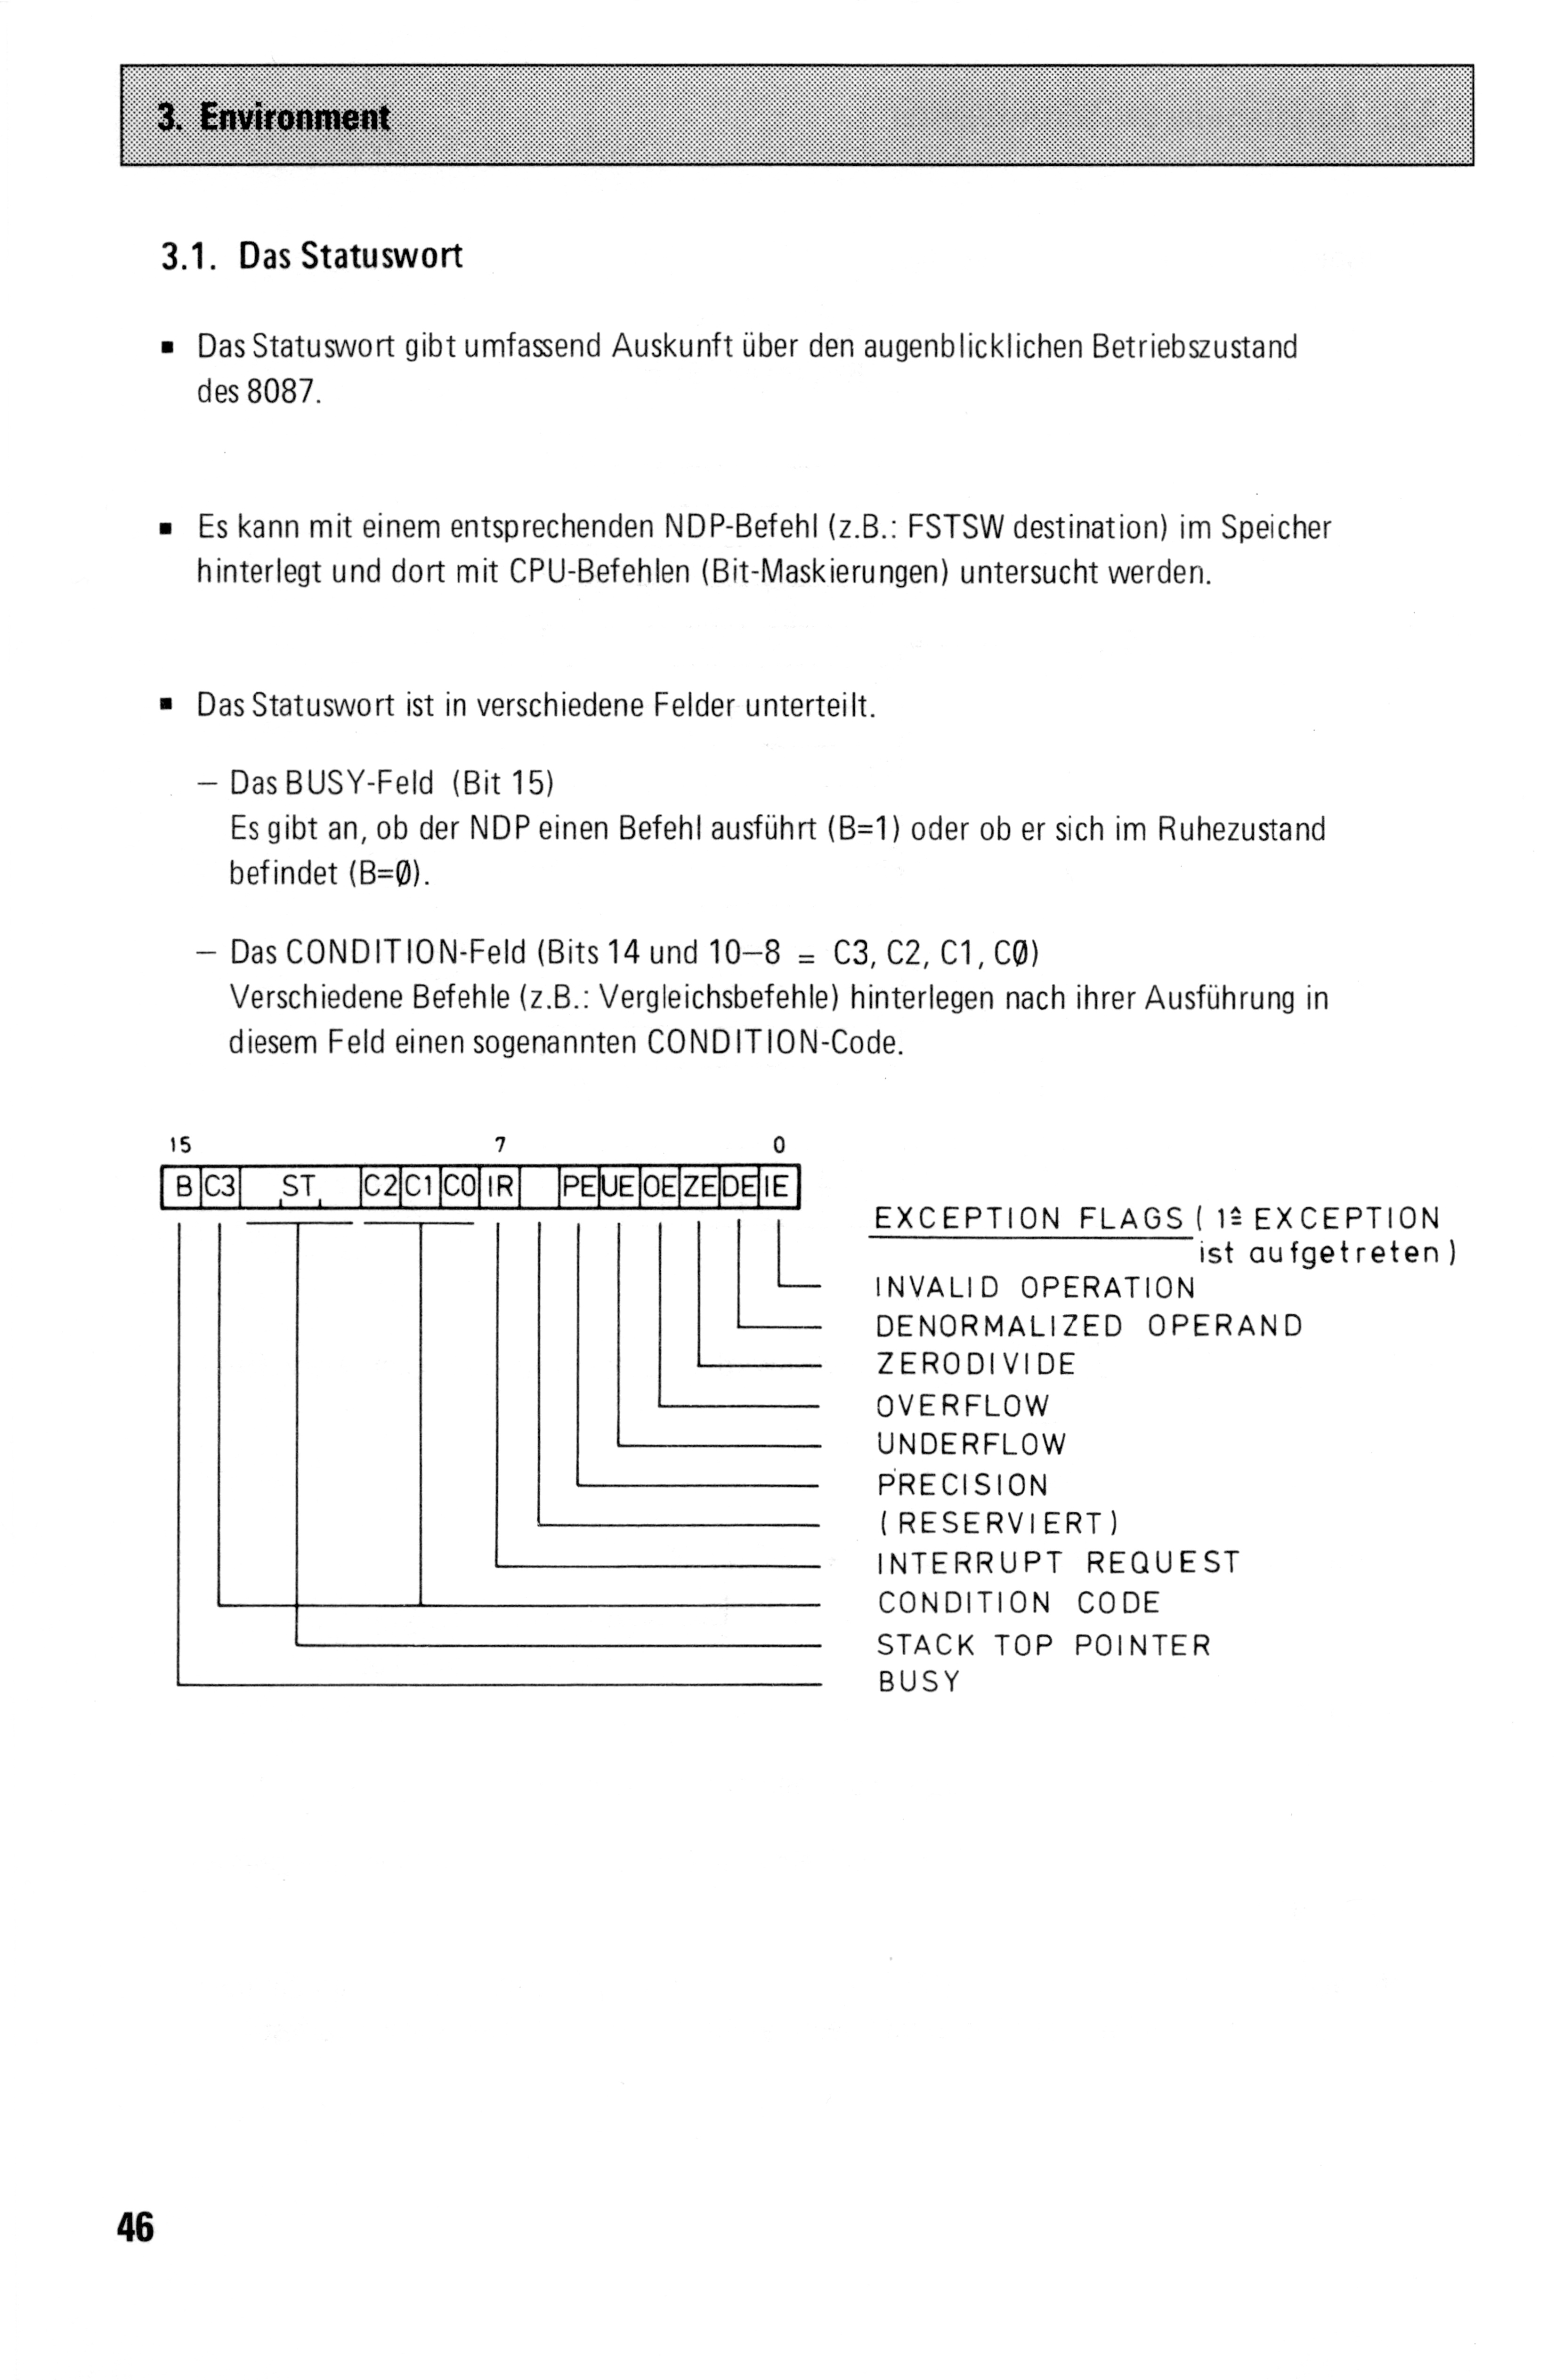 3. Environment
3.1. Das Statuswort
▪ Das Statuswort gibt umfassend Auskunft über den augenblicklichen Betriebszustand
des 8087.
▪ Es kann mit einem entsprechenden NDP-Befehl (z.B.: FSTSW destination) im Speicher
hinterlegt und dort mit CPU-Befehlen (Bit-Maskierungen) untersucht werden.
▪ Das Statuswort ist in verschiedene Felder unterteilt.
– Das BUSY-Feld (Bit 15)
Es gibt an, ob der NDP einen Befehl ausführt (B=1) oder ob er sich im Ruhezustand
befindet (B=Ø).
– Das CONDITION-Feld (Bits 14 und 10–8 = C3, C2, C1, CØ)
Verschiedene Befehle (z.B.: Vergleichsbefehle) hinterlegen nach ihrer Ausführung in
diesem Feld einen sogenannten CONDITION-Code.
15 7 0
B C3 ST C2 C1 C0 IR PE UE OE ZE DE IE
EXCEPTION FLAGS ( 1≙ EXCEPTION
ist aufgetreten )
INVALID OPERATION
DENORMALIZED OPERAND
ZERODIVIDE
OVERFLOW
UNDERFLOW
PRECISION
( RESERVIERT )
INTERRUPT REQUEST
CONDITION CODE
STACK TOP POINTER
BUSY
46